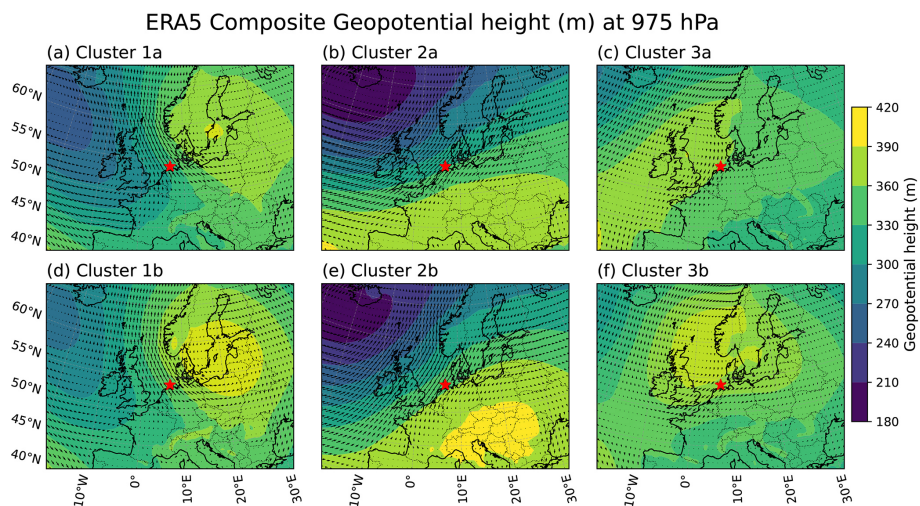 ERA5 Composite Geopotential height (m) at 975 hPa
(a) Cluster 1a
(b) Cluster 2a
(c) Cluster 3a
60°N
55°N
50°N
45°N
40°N
(d) Cluster 1b
(e) Cluster 2b
(f) Cluster 3b
60°N
55°N
50°N
45°N
40°N
10°W
0°
10°E
20°E
30°E
10°W
0°
10°E
20°E
30°E
10°W
0°
10°E
20°E
30°E
420
390
360
330
300
270
240
210
180
Geopotential height (m)